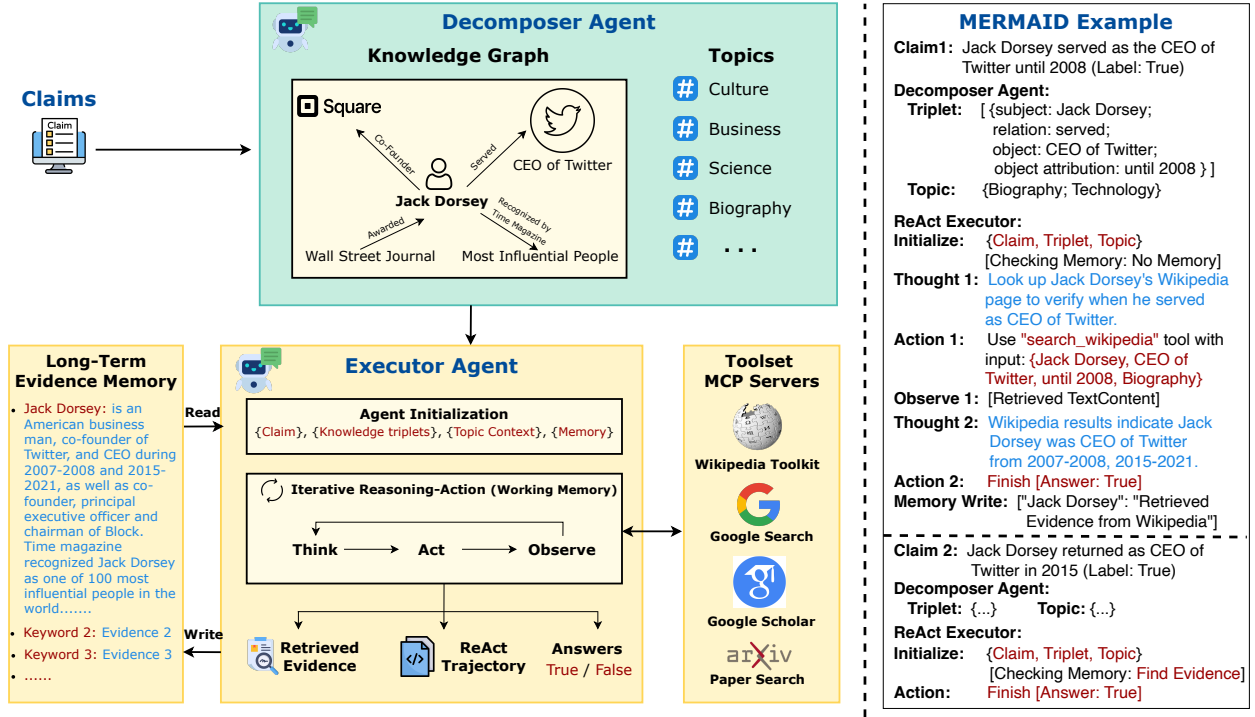 Decomposer Agent
Knowledge Graph
Topics
Claims
Claim
Square
Co-Founder
Served
CEO of Twitter
Jack Dorsey
Awarded
Recognized by
Time Magazine
Wall Street Journal
Most Influential People
# Culture
# Business
# Science
# Biography
# . . .
Long-Term
Evidence Memory
• Jack Dorsey: is an
American business
man, co-founder of
Twitter, and CEO during
2007-2008 and 2015-
2021, as well as co-
founder, principal
executive officer and
chairman of Block.
Time magazine
recognized Jack Dorsey
as one of 100 most
influential people in the
world.......
• Keyword 2: Evidence 2
• Keyword 3: Evidence 3
• ......
Read
Write
Executor Agent
Agent Initialization
{Claim}, {Knowledge triplets}, {Topic Context}, {Memory}
Iterative Reasoning-Action (Working Memory)
Think
Act
Observe
Retrieved
Evidence
</>
ReAct
Trajectory
Answers
True / False
Toolset
MCP Servers
Wikipedia Toolkit
Google Search
Google Scholar
arXiv
Paper Search
MERMAID Example
Claim1: Jack Dorsey served as the CEO of
Twitter until 2008 (Label: True)
Decomposer Agent:
Triplet: [ {subject: Jack Dorsey;
relation: served;
object: CEO of Twitter;
object attribution: until 2008 } ]
Topic: {Biography; Technology}
ReAct Executor:
Initialize: {Claim, Triplet, Topic}
[Checking Memory: No Memory]
Thought 1: Look up Jack Dorsey's Wikipedia
page to verify when he served
as CEO of Twitter.
Action 1: Use "search_wikipedia" tool with
input: {Jack Dorsey, CEO of
Twitter, until 2008, Biography}
Observe 1: [Retrieved TextContent]
Thought 2: Wikipedia results indicate Jack
Dorsey was CEO of Twitter
from 2007-2008, 2015-2021.
Action 2: Finish [Answer: True]
Memory Write: ["Jack Dorsey": "Retrieved
Evidence from Wikipedia"]
Claim 2: Jack Dorsey returned as CEO of
Twitter in 2015 (Label: True)
Decomposer Agent:
Triplet: {...} Topic: {...}
ReAct Executor:
Initialize: {Claim, Triplet, Topic}
[Checking Memory: Find Evidence]
Action: Finish [Answer: True]